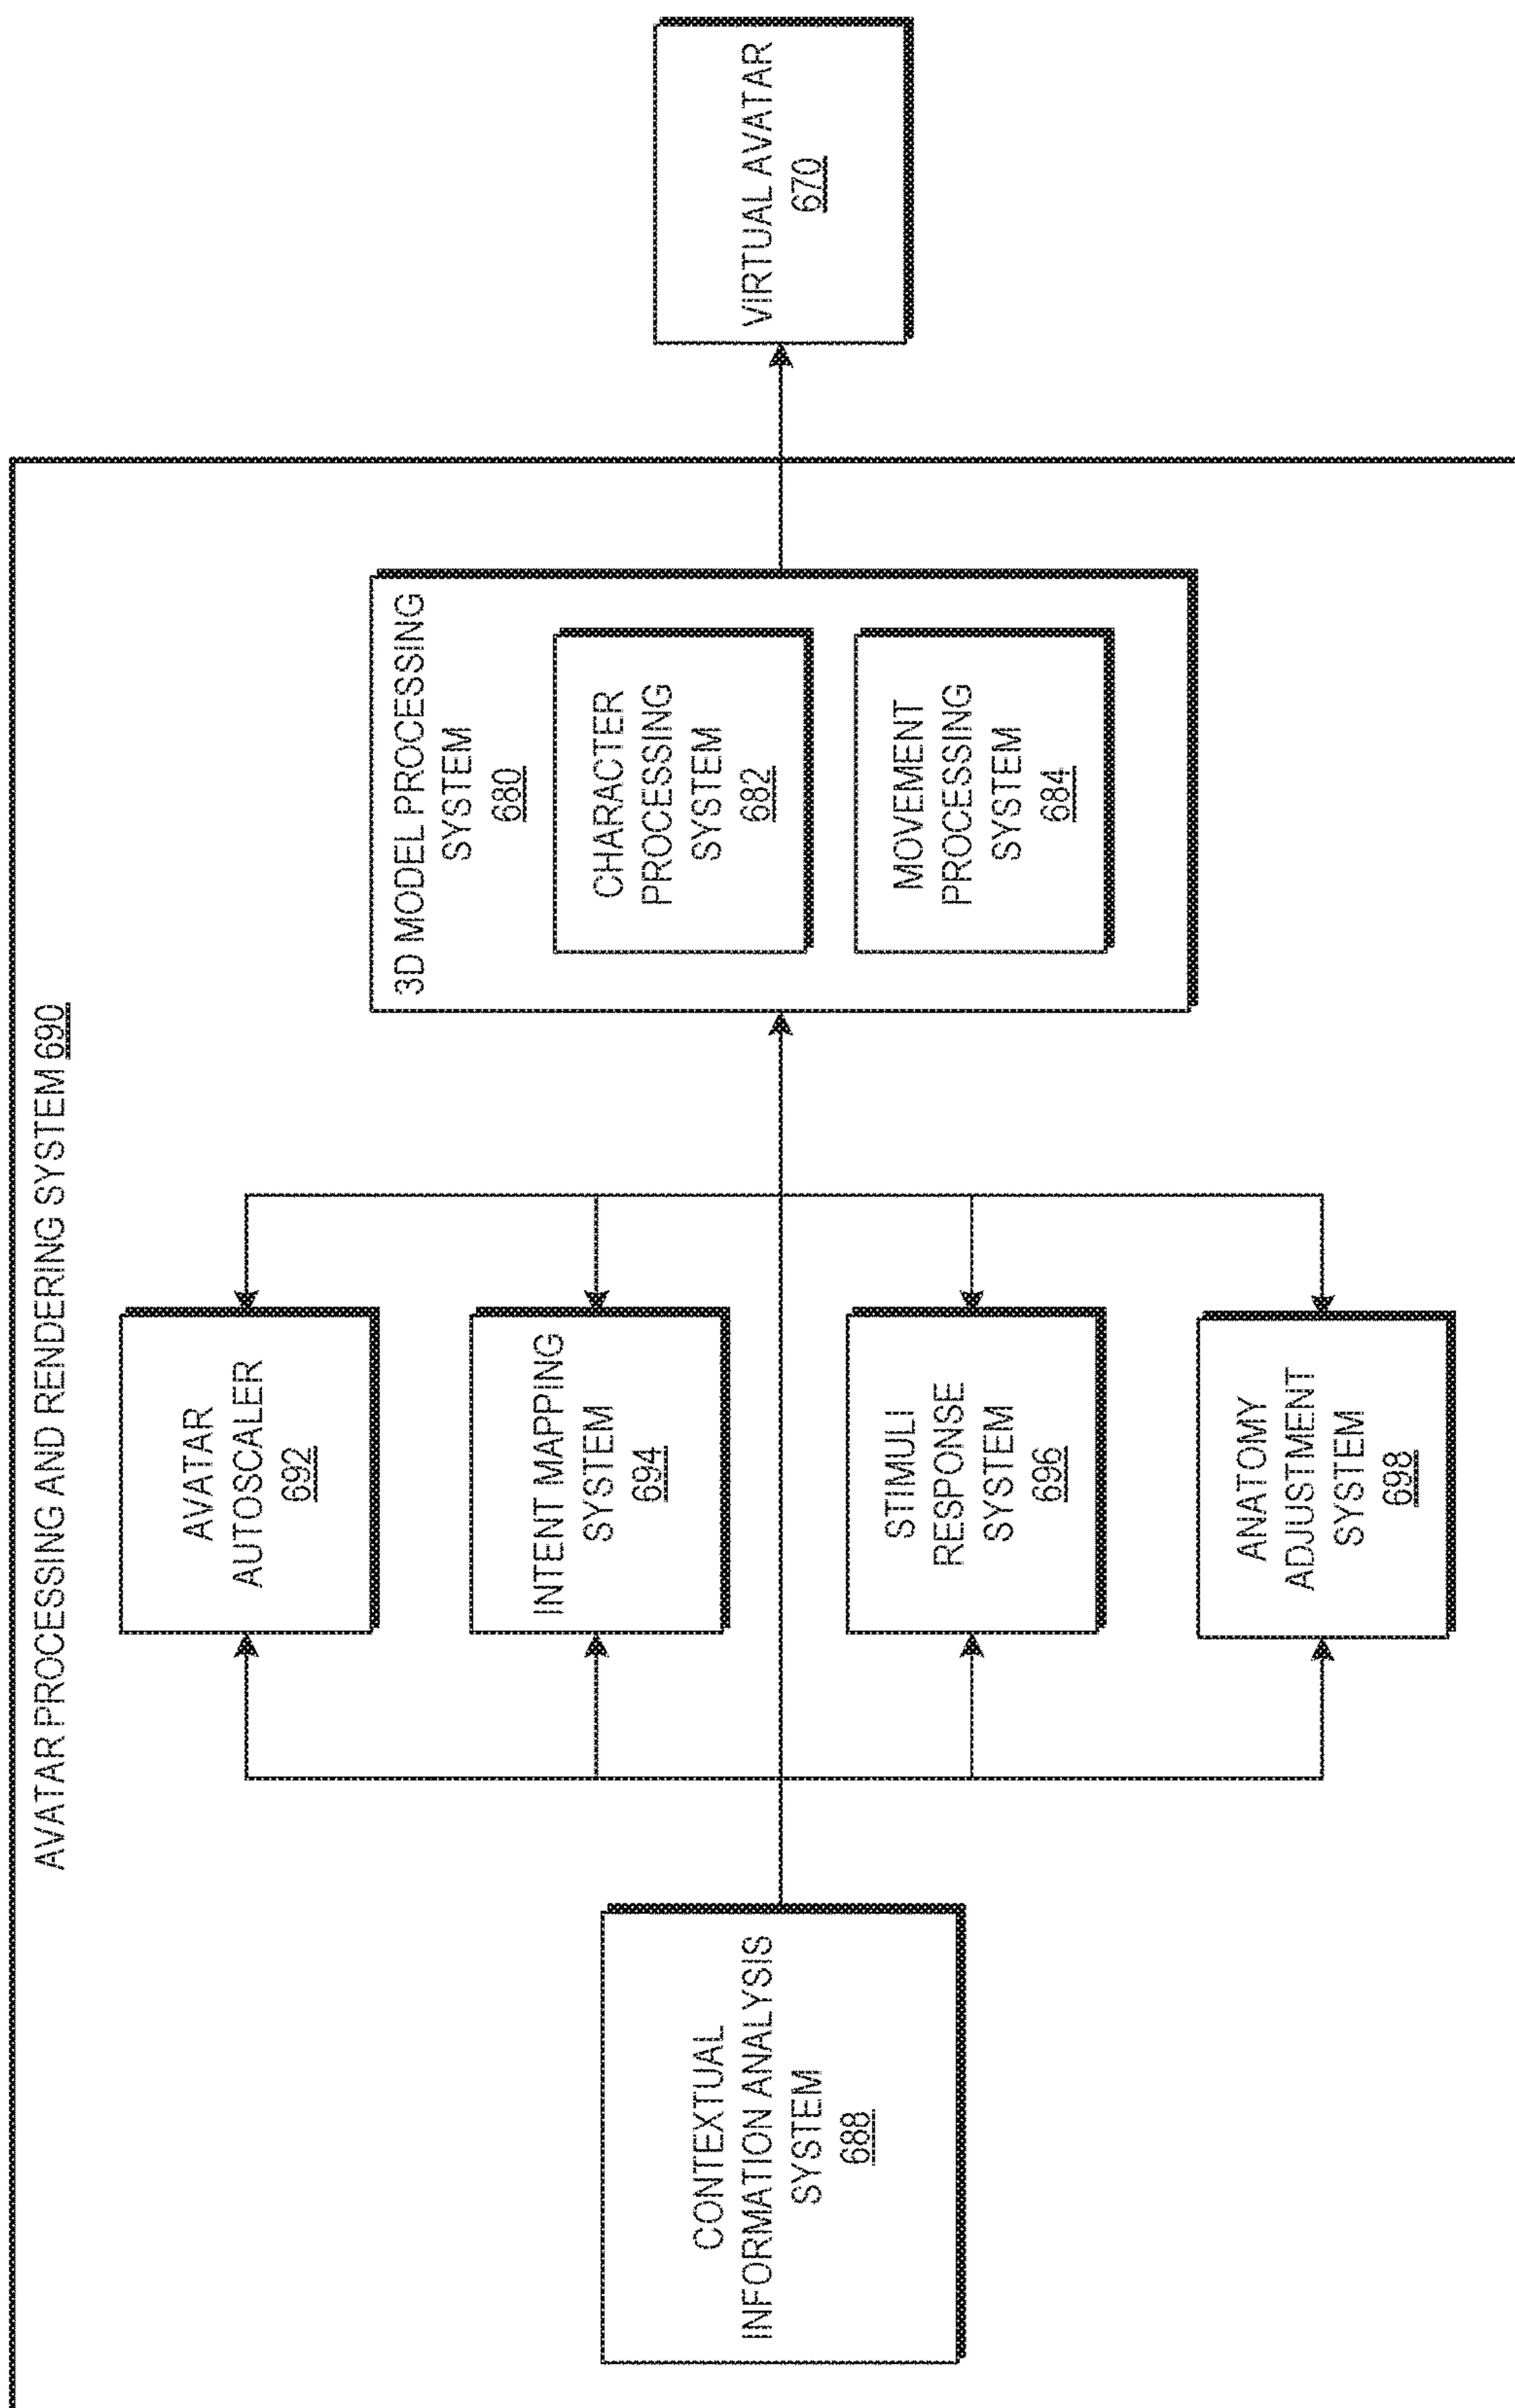 AVATAR PROCESSING AND RENDERING SYSTEM 690
CONTEXTUAL
INFORMATION ANALYSIS
SYSTEM
688
AVATAR
AUTOSCALER
692
INTENT MAPPING
SYSTEM
694
STIMULI
RESPONSE
SYSTEM
696
ANATOMY
ADJUSTMENT
SYSTEM
698
3D MODEL PROCESSING
SYSTEM
680
CHARACTER
PROCESSING
SYSTEM
682
MOVEMENT
PROCESSING
SYSTEM
684
VIRTUAL AVATAR
670